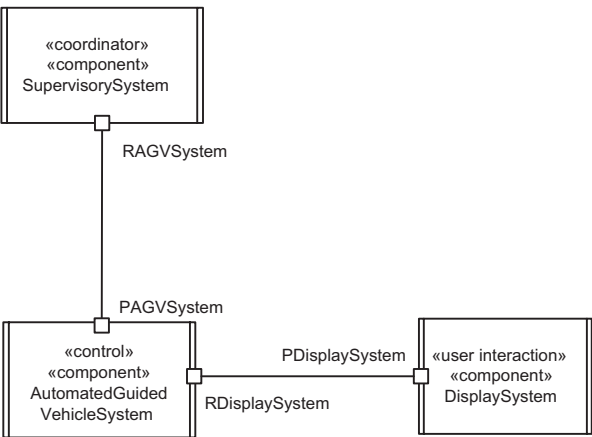 «coordinator»
«component»
SupervisorySystem
RAGVSystem
PAGVSystem
«control»
«component»
AutomatedGuided
VehicleSystem
PDisplaySystem
RDisplaySystem
«user interaction»
«component»
DisplaySystem